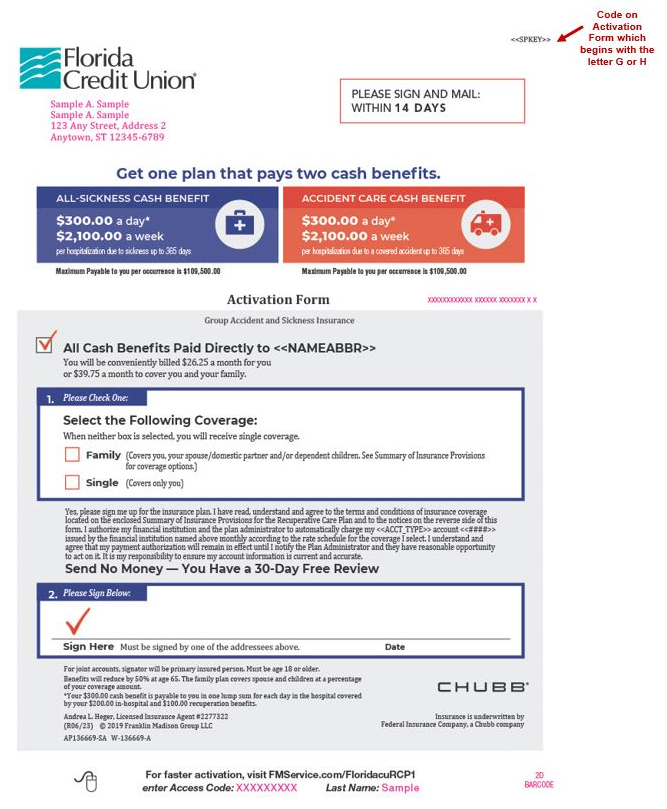 Code on
Activation
Form which
begins with the
letter G or H
<<SPKEY>>
Florida
Credit Union®
Sample A. Sample
Sample A. Sample
123 Any Street, Address 2
Anytown, ST 12345-6789
PLEASE SIGN AND MAIL:
WITHIN 14 DAYS
Get one plan that pays two cash benefits.
ALL-SICKNESS CASH BENEFIT
$300.00 a day*
$2,100.00 a week
per hospitalization due to sickness up to 365 days
Maximum Payable to you per occurrence is $109,500.00
ACCIDENT CARE CASH BENEFIT
$300.00 a day*
$2,100.00 a week
per hospitalization due to a covered accident up to 365 days
Maximum Payable to you per occurrence is $109,500.00
Activation Form
XXXXXXXXXXXX XXXXXX XXXXXXX X X
Group Accident and Sickness Insurance
All Cash Benefits Paid Directly to <<NAMEABBR>>
You will be conveniently billed $26.25 a month for you
or $39.75 a month to cover you and your family.
1. Please Check One:
Select the Following Coverage:
When neither box is selected, you will receive single coverage.
Family (Covers you, your spouse/domestic partner and/or dependent children. See Summary of Insurance Provisions
for coverage options.)
Single (Covers only you)
Yes, please sign me up for the insurance plan. I have read, understand and agree to the terms and conditions of insurance coverage
located on the enclosed Summary of Insurance Provisions for the Recuperative Care Plan and to the notices on the reverse side of this
form. I authorize my financial institution and the plan administrator to automatically charge my <<ACCT_TYPE>> account <<####>>
issued by the financial institution named above monthly according to the rate schedule for the coverage I select. I understand and
agree that my payment authorization will remain in effect until I notify the Plan Administrator and they have reasonable opportunity
to act on it. It is my responsibility to ensure my account information is current and accurate.
Send No Money — You Have a 30-Day Free Review
2. Please Sign Below:
Sign Here Must be signed by one of the addressees above. Date
For joint accounts, signator will be primary insured person. Must be age 18 or older.
Benefits will reduce by 50% at age 65. The family plan covers spouse and children at a percentage
of your coverage amount.
*Your $300.00 cash benefit is payable to you in one lump sum for each day in the hospital covered
by your $200.00 in-hospital and $100.00 recuperation benefits.
Andrea L. Heger, Licensed Insurance Agent #2277322
(R06/23) © 2019 Franklin Madison Group LLC
AP136669-SA W-136669-A
CHUBB®
Insurance is underwritten by
Federal Insurance Company, a Chubb company
For faster activation, visit FMService.com/FloridacuRCP1
enter Access Code: XXXXXXXXX Last Name: Sample
2D
BARCODE